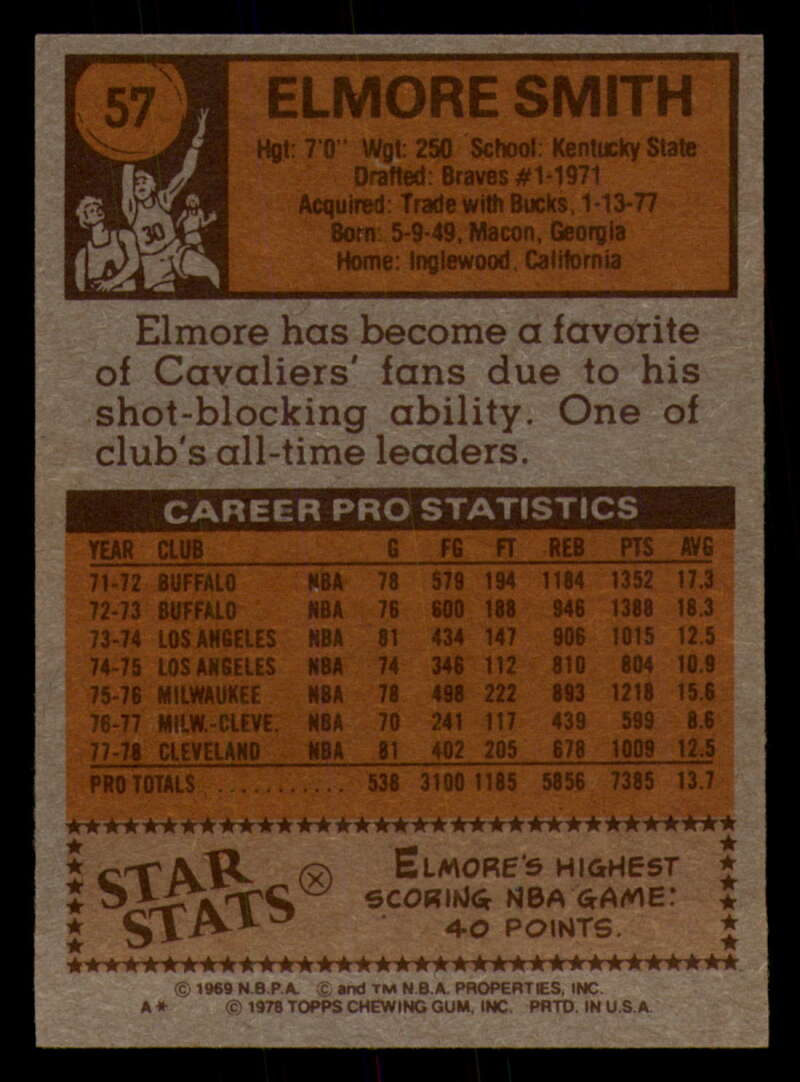 57
ELMORE SMITH
Hgt: 7'0" Wgt: 250 School: Kentucky State
Drafted: Braves #1-1971
Acquired: Trade with Bucks, 1-13-77
Born: 5-9-49, Macon, Georgia
Home: Inglewood, California
30
Elmore has become a favorite
of Cavaliers' fans due to his
shot-blocking ability. One of
club's all-time leaders.
CAREER PRO STATISTICS
YEAR CLUB G FG FT REB PTS AVG
71-72 BUFFALO NBA 78 579 194 1184 1352 17.3
72-73 BUFFALO NBA 76 600 188 946 1388 18.3
73-74 LOS ANGELES NBA 81 434 147 906 1015 12.5
74-75 LOS ANGELES NBA 74 346 112 810 804 10.9
75-76 MILWAUKEE NBA 78 498 222 893 1218 15.6
76-77 MILW.-CLEVE. NBA 70 241 117 439 599 8.6
77-78 CLEVELAND NBA 81 402 205 678 1009 12.5
PRO TOTALS ........... 538 3100 1185 5856 7385 13.7
STAR
STATS
ELMORE'S HIGHEST
SCORING NBA GAME:
40 POINTS.
© 1969 N.B.P.A. © and TM N.B.A. PROPERTIES, INC.
A* © 1978 TOPPS CHEWING GUM, INC. PRTD. IN U.S.A.